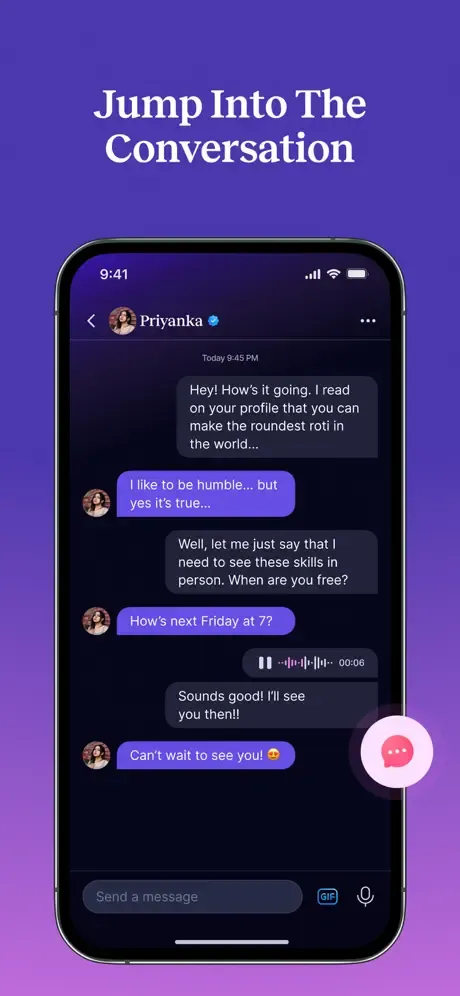 Jump Into The
Conversation
9:41
Priyanka
Today 9:45 PM
Hey! How's it going. I read
on your profile that you can
make the roundest roti in
the world...
I like to be humble... but
yes it's true...
Well, let me just say that I
need to see these skills in
person. When are you free?
How's next Friday at 7?
00:06
Sounds good! I'll see
you then!!
Can't wait to see you! 😍
Send a message
GIF